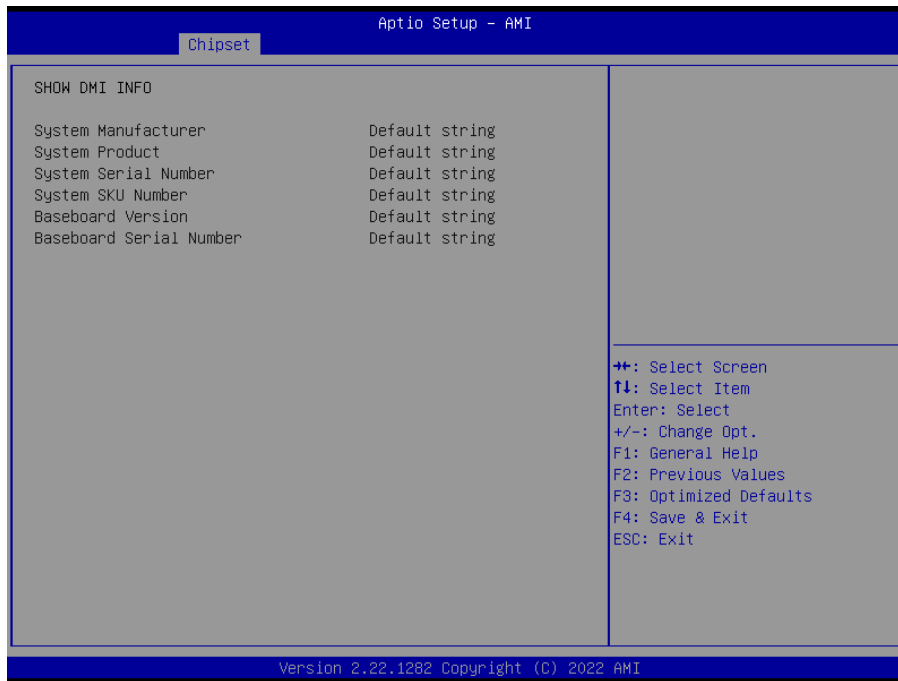 Aptio Setup – AMI
Chipset
SHOW DMI INFO
System Manufacturer Default string
System Product Default string
System Serial Number Default string
System SKU Number Default string
Baseboard Version Default string
Baseboard Serial Number Default string
→←: Select Screen
↑↓: Select Item
Enter: Select
+/-: Change Opt.
F1: General Help
F2: Previous Values
F3: Optimized Defaults
F4: Save & Exit
ESC: Exit
Version 2.22.1282 Copyright (C) 2022 AMI